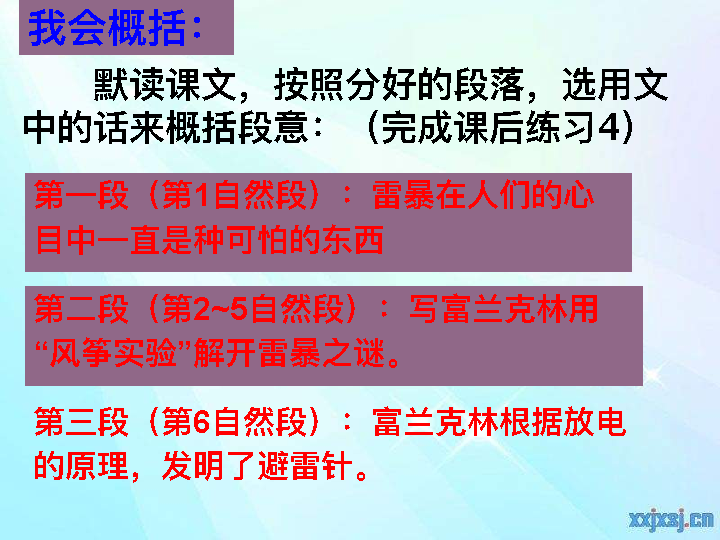 我会概括：
默读课文，按照分好的段落，选用文
中的话来概括段意：（完成课后练习4）
第一段（第1自然段）：雷暴在人们的心
目中一直是种可怕的东西
第二段（第2~5自然段）：写富兰克林用
“风筝实验”解开雷暴之谜。
第三段（第6自然段）：富兰克林根据放电
的原理，发明了避雷针。
xxjxsj.cn